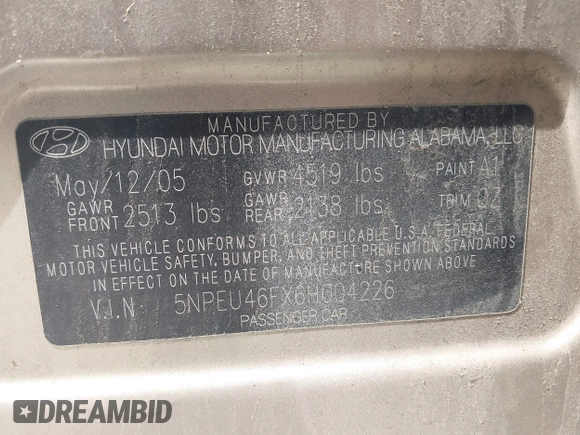 MANUFACTURED BY
HYUNDAI MOTOR MANUFACTURING ALABAMA, LLC
May/12/05 GVWR 4519 lbs PAINT A1
GAWR FRONT 2513 lbs GAWR REAR 2138 lbs TRIM QZ
THIS VEHICLE CONFORMS TO ALL APPLICABLE U.S.A. FEDERAL
MOTOR VEHICLE SAFETY, BUMPER, AND THEFT PREVENTION STANDARDS
IN EFFECT ON THE DATE OF MANUFACTURE SHOWN ABOVE
V.I.N 5NPEU46FX6H004226
PASSENGER CAR
DREAMBID